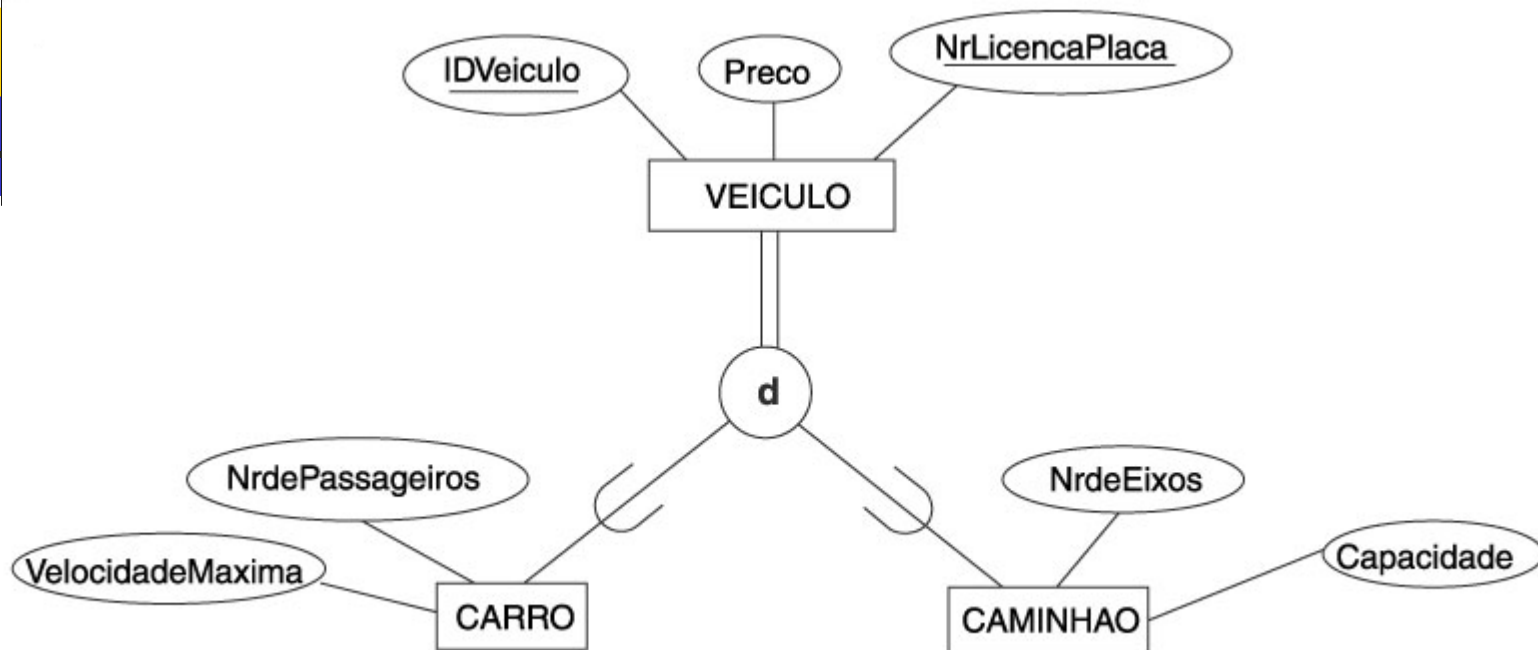 IDVeiculo
Preco
NrLicencaPlaca
VEICULO
d
NrdePassageiros
NrdeEixos
VelocidadeMaxima
Capacidade
CARRO
CAMINHAO